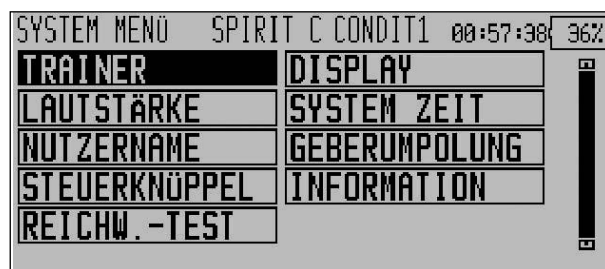 SYSTEM MENÜ SPIRIT C CONDIT1 00:57:38 36%
TRAINER DISPLAY
LAUTSTÄRKE SYSTEM ZEIT
NUTZERNAME GEBERUMPOLUNG
STEUERKNÜPPEL INFORMATION
REICHW.-TEST